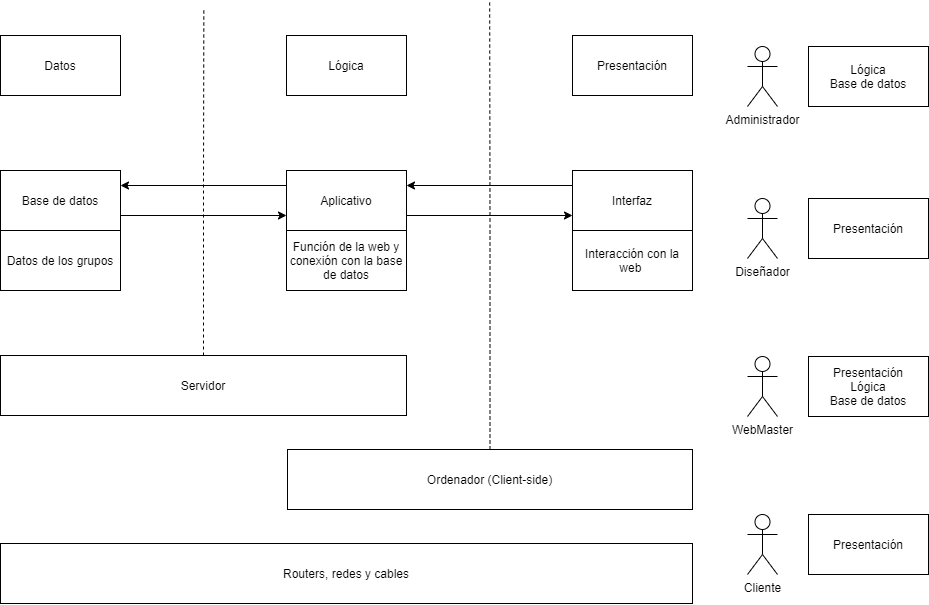 Datos
Lógica
Presentación
Administrador
Lógica
Base de datos
Base de datos
Datos de los grupos
Aplicativo
Función de la web y
conexión con la base
de datos
Interfaz
Interacción con la
web
Diseñador
Presentación
Servidor
WebMaster
Presentación
Lógica
Base de datos
Ordenador (Client-side)
Routers, redes y cables
Cliente
Presentación